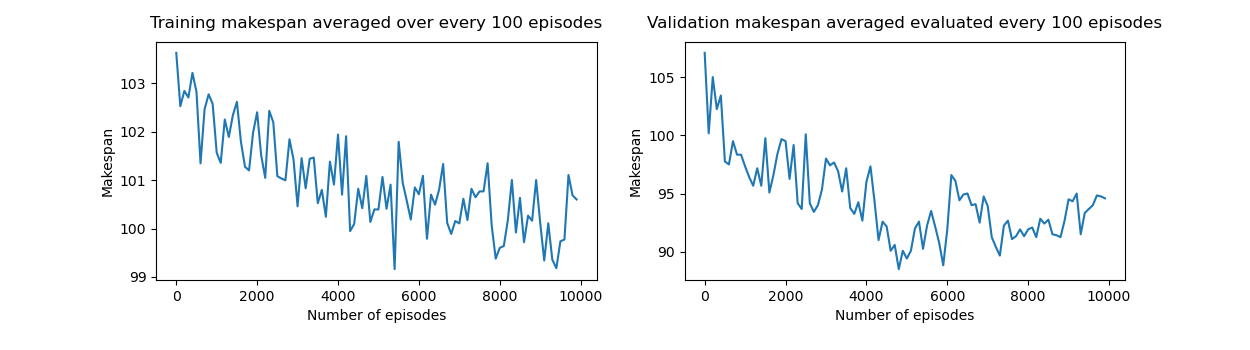 Training makespan averaged over every 100 episodes
103
102
101
100
99
Makespan
0 2000 4000 6000 8000 10000
Number of episodes
Validation makespan averaged evaluated every 100 episodes
105
100
95
90
Makespan
0 2000 4000 6000 8000 10000
Number of episodes